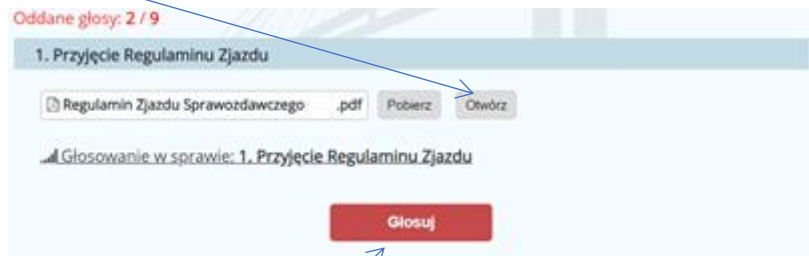 Oddane głosy: 2 / 9
1. Przyjęcie Regulaminu Zjazdu
Regulamin Zjazdu Sprawozdawczego .pdf Pobierz Otwórz
Głosowanie w sprawie: 1. Przyjęcie Regulaminu Zjazdu
Głosuj